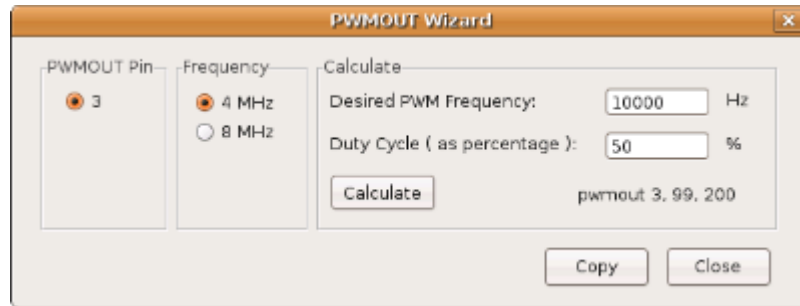 PWMOUT Wizard
PWMOUT Pin
3
Frequency
4 MHz
8 MHz
Calculate
Desired PWM Frequency: 10000 Hz
Duty Cycle ( as percentage ): 50 %
Calculate
pwmout 3, 99, 200
Copy
Close